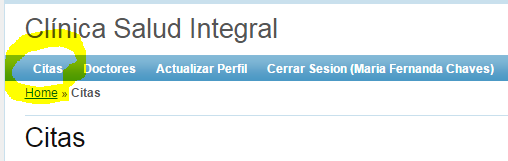 Clínica Salud Integral
Citas Doctores Actualizar Perfil Cerrar Sesion (Maria Fernanda Chaves)
Home » Citas
Citas